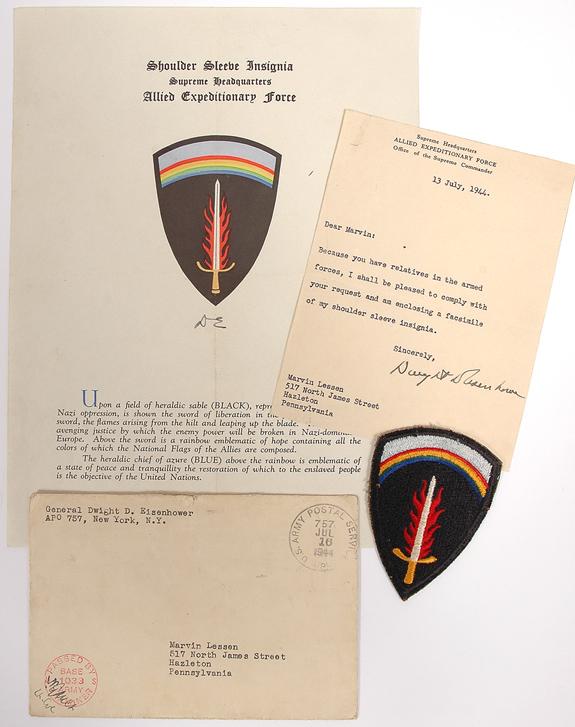 Shoulder Sleeve Insignia
Supreme Headquarters
Allied Expeditionary Force
DE
Upon a field of heraldic sable (BLACK),
Nazi oppression, is shown the sword of liberation in
sword, the flames arising from the hilt and leaping up the blade.
avenging justice by which the enemy power will be broken in
Europe. Above the sword is a rainbow emblematic of hope containing all the
colors of which the National Flags of the Allies are composed.
The heraldic chief of azure (BLUE) above the rainbow is emblematic of
a state of peace and tranquility the restoration of which to the enslaved people
is the objective of the United Nations.
Supreme Headquarters
ALLIED EXPEDITIONARY FORCE
Office of the Supreme Commander
13 July, 1944.
Dear Marvin:
Because you have relatives in the armed
forces, I shall be pleased to comply with
your request and am enclosing a facsimile
of my shoulder sleeve insignia.
Sincerely,
Dwight D Eisenhower
Marvin Lessen
517 North James Street
Hazleton
Pennsylvania
General Dwight D. Eisenhower
APO 757, New York, N.Y.
U.S. ARMY POSTAL SERVICE
757
JUL
16
1944
Marvin Lessen
517 North James Street
Hazleton
Pennsylvania
PASSED BY
BASE
1033
ARMY